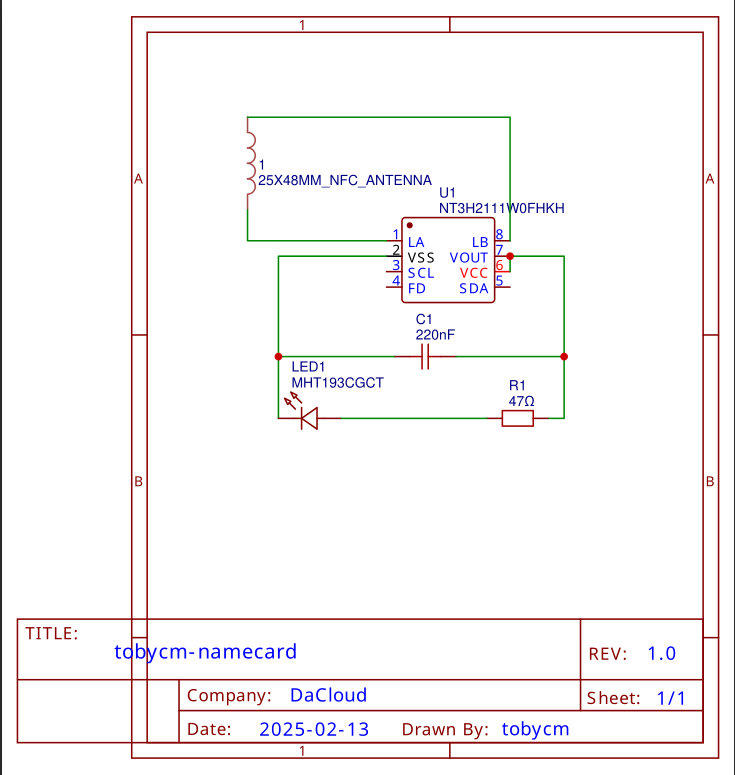 1
A
A
1
25X48MM_NFC_ANTENNA
U1
NT3H2111W0FHKH
1 LA LB 8
2 VSS VOUT 7
3 SCL VCC 6
4 FD SDA 5
C1
220nF
LED1
MHT193CGCT
R1
47Ω
B
B
TITLE:
tobycm-namecard
REV: 1.0
Company: DaCloud
Sheet: 1/1
Date: 2025-02-13 Drawn By: tobycm
1